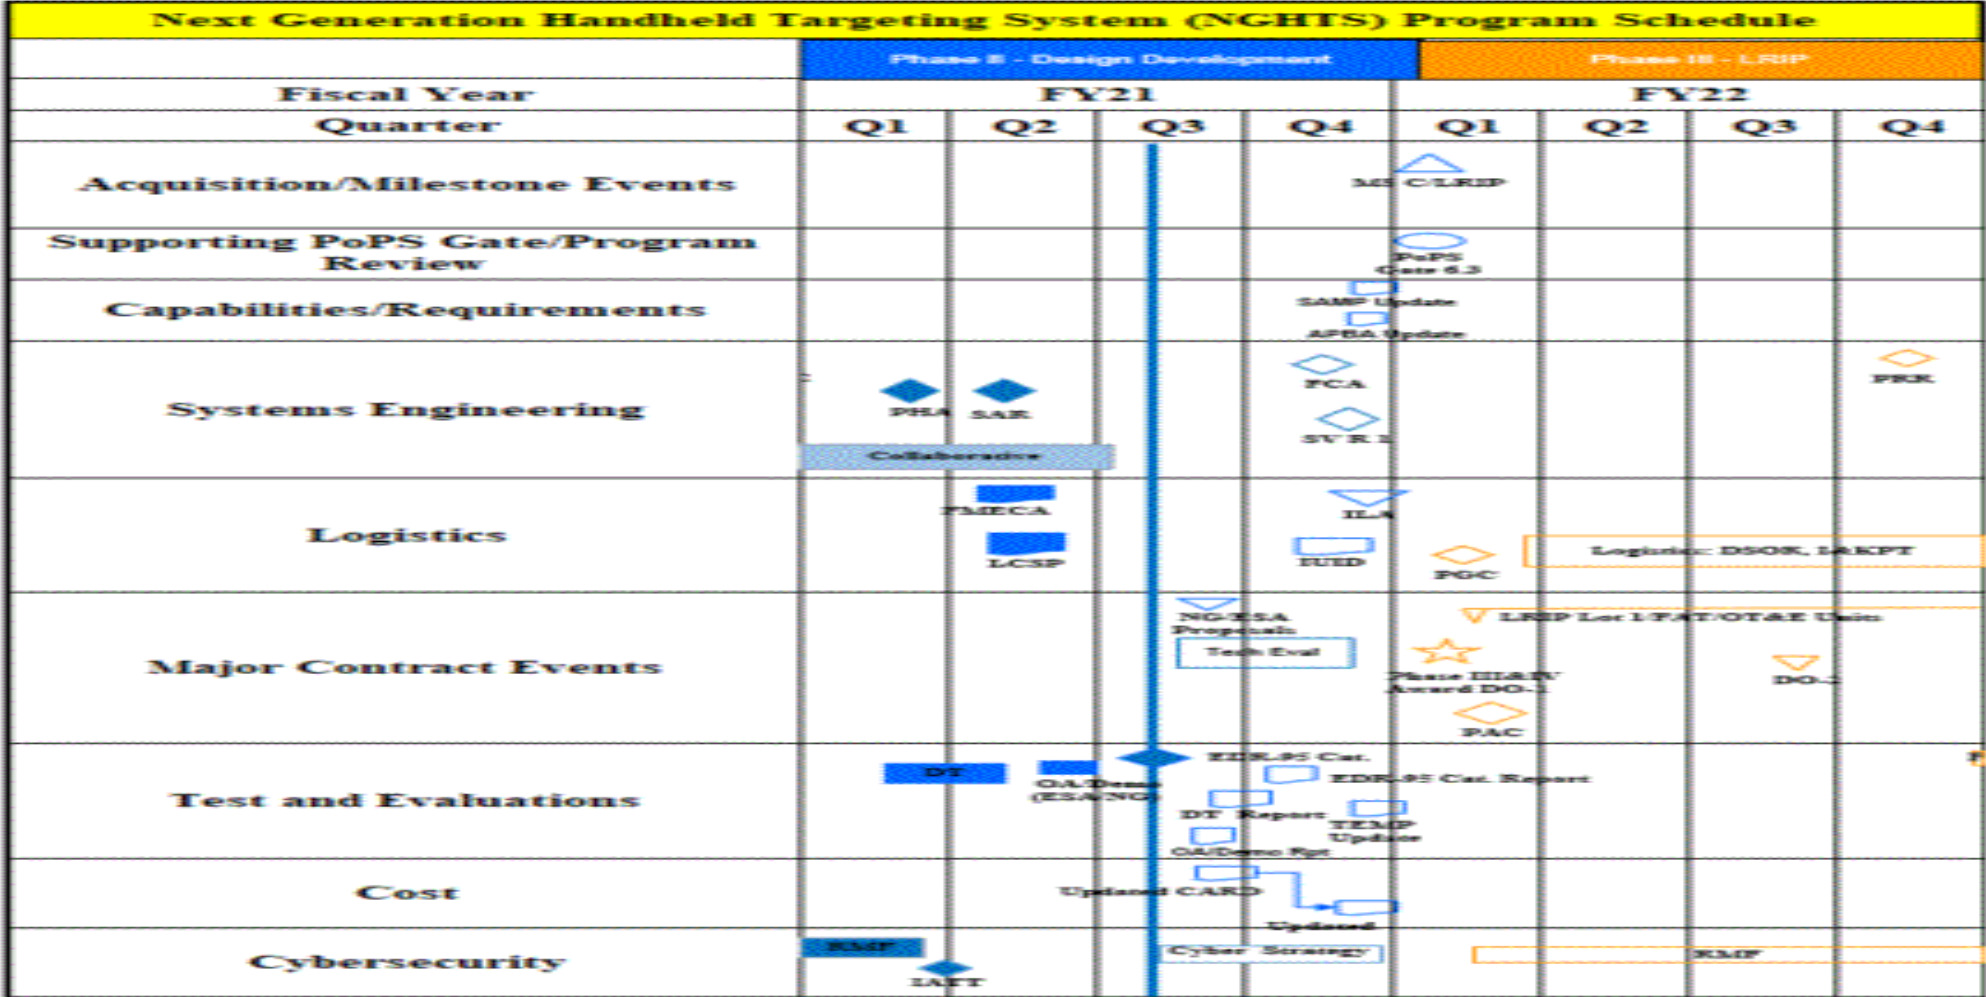 Next Generation Handheld Targeting System (NGHTS) Program Schedule
Phase II - Design Development
Phase III - LRIP
Fiscal Year
FY21
FY22
Quarter
Q1 Q2 Q3 Q4 Q1 Q2 Q3 Q4
Acquisition/Milestone Events
MS C/LRIP
Supporting PoPS Gate/Program
Review
PoPS
Gate 6.3
Capabilities/Requirements
SAMP Update
APBA Update
Systems Engineering
PHA
SAR
FCA
SVR 1
PRR
Collaborative
Logistics
FMECA
LCSP
ILA
IUID
PGC
Logistics: DSOR,
Major Contract Events
NG/ESA
Proposals
Tech Eval
LRIP Lot 1/FAT/OT&E Units
Phase III&IV
Award DO-1
DO-2
PAC
Test and Evaluations
DT
OA/Demo
(ESA/NG)
EDR-95 Cut.
EDR-95 Cut. Report
DT Report
TEMP
Update
OA/Demo Rpt
Cost
Updated CARD
Updated
Cybersecurity
RMF
IATT
Cyber Strategy
RMF